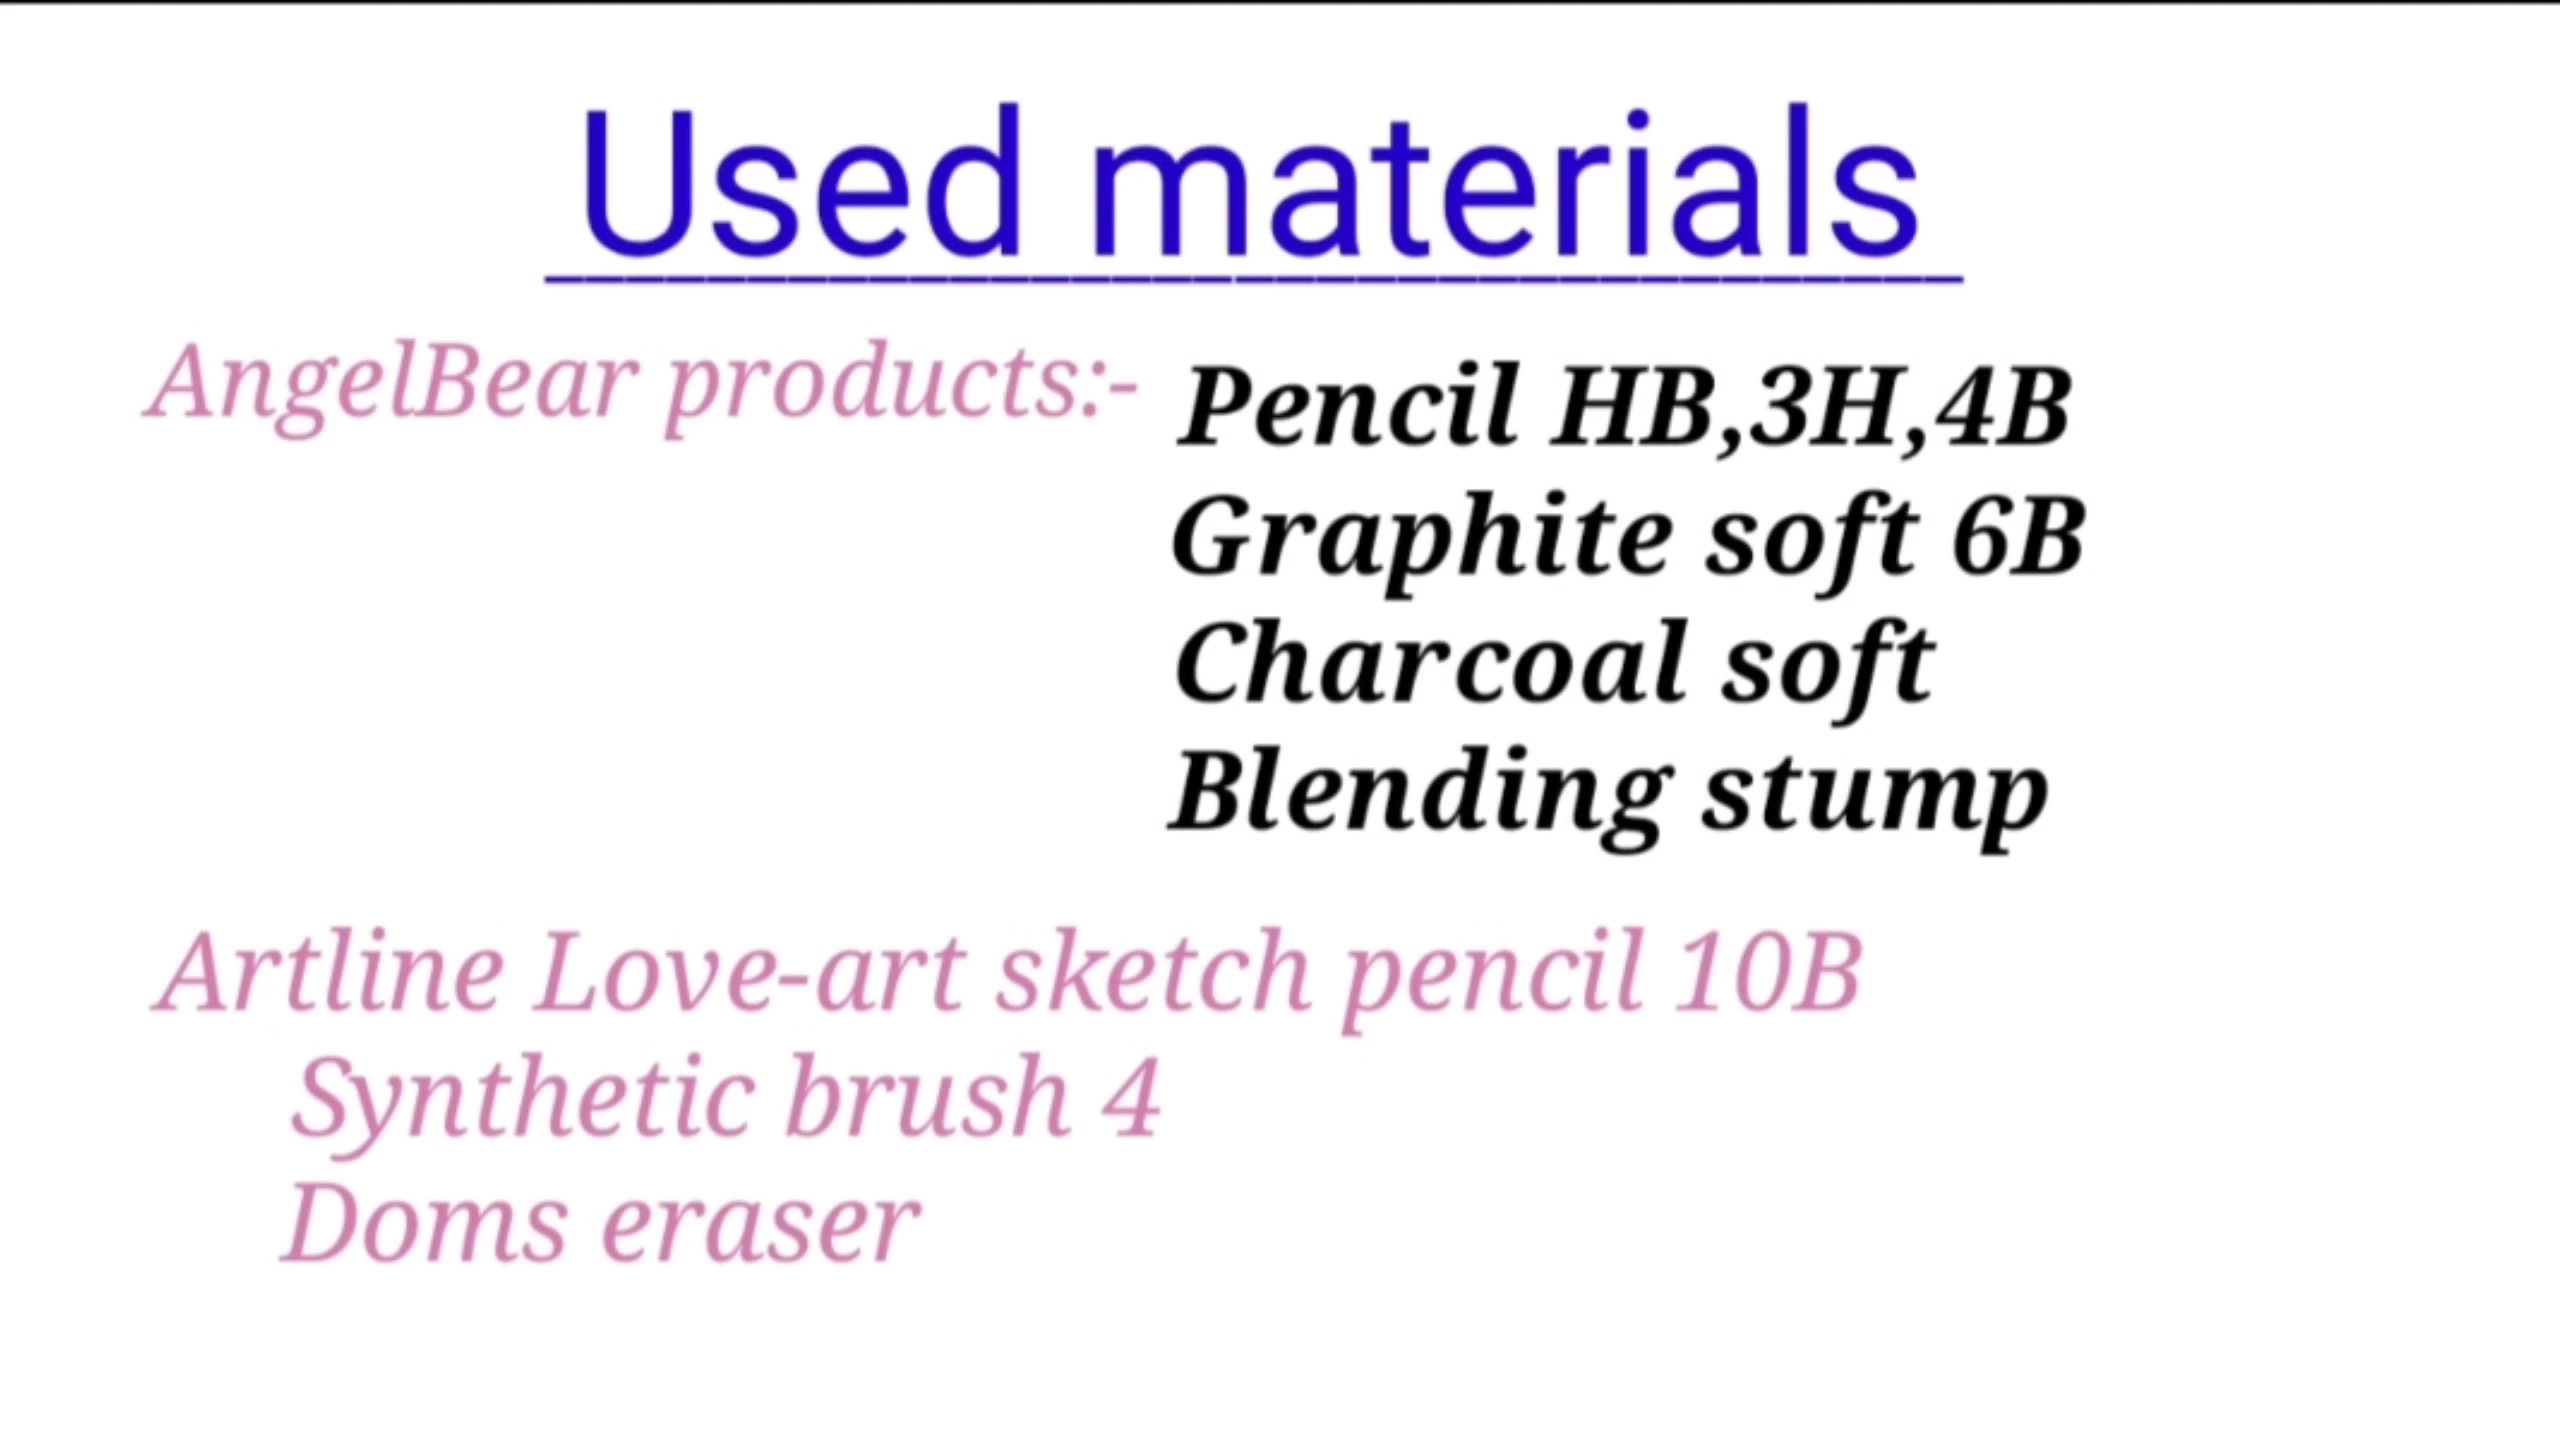 Used materials
AngelBear products:- Pencil HB,3H,4B
Graphite soft 6B
Charcoal soft
Blending stump
Artline Love-art sketch pencil 10B
Synthetic brush 4
Doms eraser